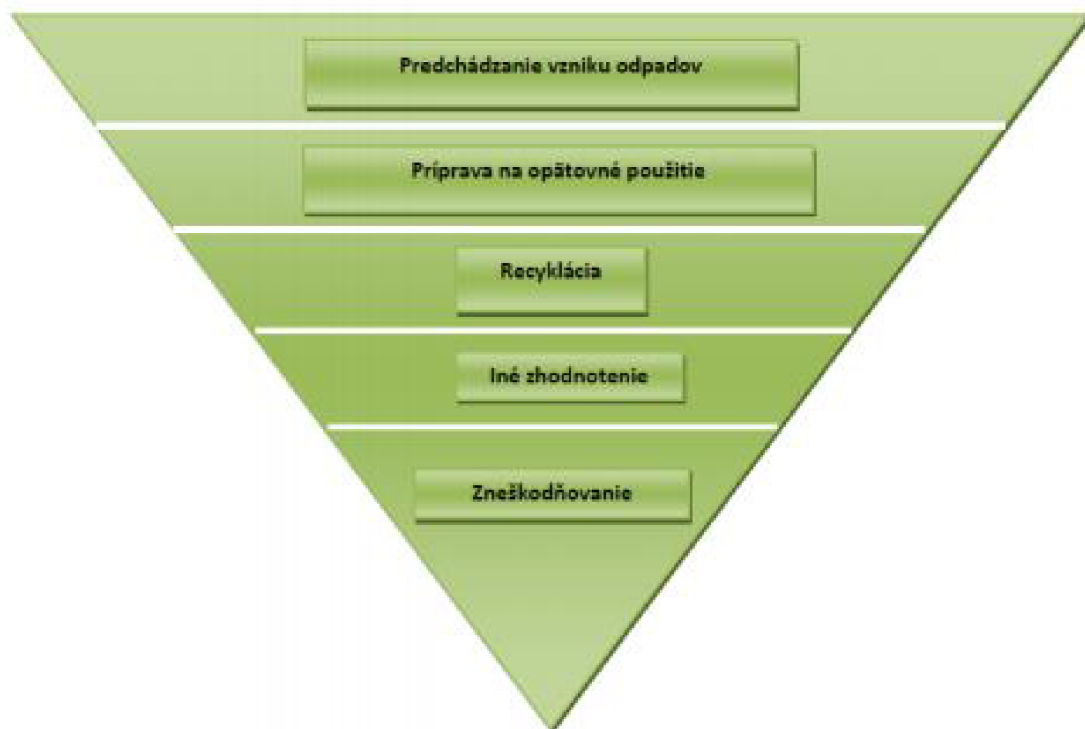 Predchádzanie vzniku odpadov
Príprava na opätovné použitie
Recyklácia
Iné zhodnotenie
Zneškodňovanie